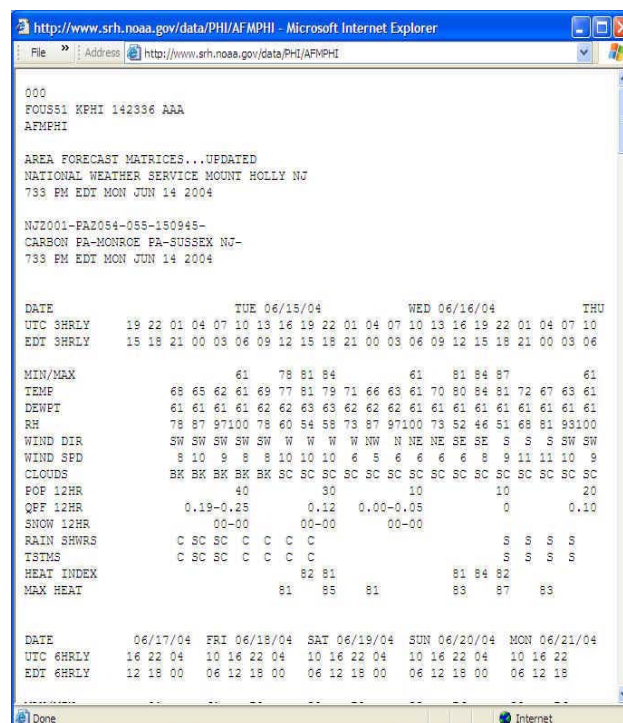 http://www.srh.noaa.gov/data/PHI/AFMPHI - Microsoft Internet Explorer
File » Address http://www.srh.noaa.gov/data/PHI/AFMPHI
000
FOUS51 KPHI 142336 AAA
AFMPHI
AREA FORECAST MATRICES...UPDATED
NATIONAL WEATHER SERVICE MOUNT HOLLY NJ
733 PM EDT MON JUN 14 2004
NJZ001-PAZ054-055-150945-
CARBON PA-MONROE PA-SUSSEX NJ-
733 PM EDT MON JUN 14 2004
DATE TUE 06/15/04 WED 06/16/04 THU
UTC 3HRLY 19 22 01 04 07 10 13 16 19 22 01 04 07 10 13 16 19 22 01 04 07 10
EDT 3HRLY 15 18 21 00 03 06 09 12 15 18 21 00 03 06 09 12 15 18 21 00 03 06
MIN/MAX 61 78 81 84 61 81 84 87 61
TEMP 68 65 62 61 69 77 81 79 71 66 63 61 70 80 84 81 72 67 63 61
DEWPT 61 61 61 61 62 62 63 63 62 62 62 61 61 61 61 61 61 61 61 61
RH 78 87 97100 78 60 54 58 73 87 97100 73 52 46 51 68 81 93100
WIND DIR SW SW SW SW SW W W W W NW N NE NE SE SE S S S SW SW
WIND SPD 8 10 9 8 8 10 10 10 6 5 6 6 6 6 8 9 11 11 10 9
CLOUDS BK BK BK BK BK SC SC SC SC SC SC SC SC SC SC SC SC SC SC SC
POP 12HR 40 30 10 10 20
QPF 12HR 0.19-0.25 0.12 0.00-0.05 0 0.10
SNOW 12HR 00-00 00-00 00-00
RAIN SHWRS C SC SC C C C C S S S S
TSTMS C SC SC C C C C S S S S
HEAT INDEX 82 81 81 84 82
MAX HEAT 81 85 81 83 87 83
DATE 06/17/04 FRI 06/18/04 SAT 06/19/04 SUN 06/20/04 MON 06/21/04
UTC 6HRLY 16 22 04 10 16 22 04 10 16 22 04 10 16 22 04 10 16 22
EDT 6HRLY 12 18 00 06 12 18 00 06 12 18 00 06 12 18 00 06 12 18
Done Internet